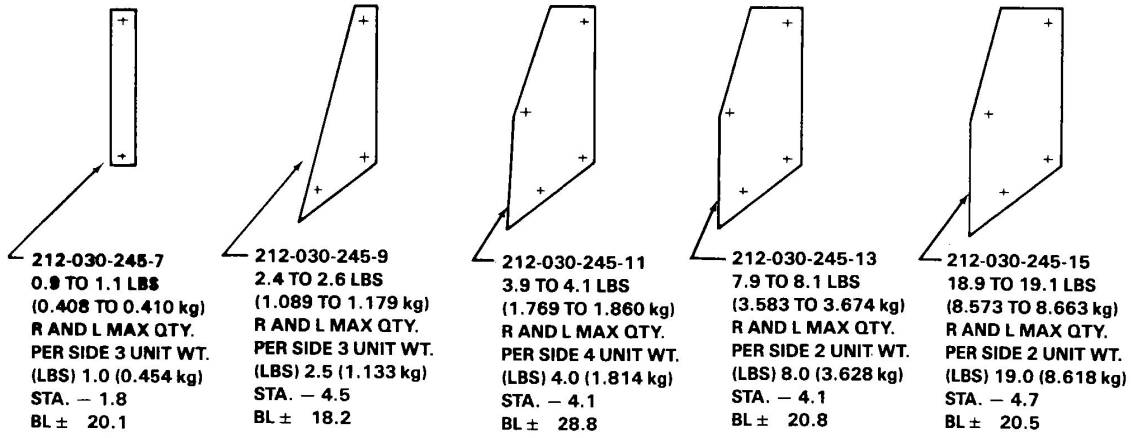 212-030-245-7
0.9 TO 1.1 LBS
(0.408 TO 0.410 kg)
R AND L MAX QTY.
PER SIDE 3 UNIT WT.
(LBS) 1.0 (0.454 kg)
STA. – 1.8
BL ± 20.1
212-030-245-9
2.4 TO 2.6 LBS
(1.089 TO 1.179 kg)
R AND L MAX QTY.
PER SIDE 3 UNIT WT.
(LBS) 2.5 (1.133 kg)
STA. – 4.5
BL ± 18.2
212-030-245-11
3.9 TO 4.1 LBS
(1.769 TO 1.860 kg)
R AND L MAX QTY.
PER SIDE 4 UNIT WT.
(LBS) 4.0 (1.814 kg)
STA. – 4.1
BL ± 28.8
212-030-245-13
7.9 TO 8.1 LBS
(3.583 TO 3.674 kg)
R AND L MAX QTY.
PER SIDE 2 UNIT WT.
(LBS) 8.0 (3.628 kg)
STA. – 4.1
BL ± 20.8
212-030-245-15
18.9 TO 19.1 LBS
(8.573 TO 8.663 kg)
R AND L MAX QTY.
PER SIDE 2 UNIT WT.
(LBS) 19.0 (8.618 kg)
STA. – 4.7
BL ± 20.5